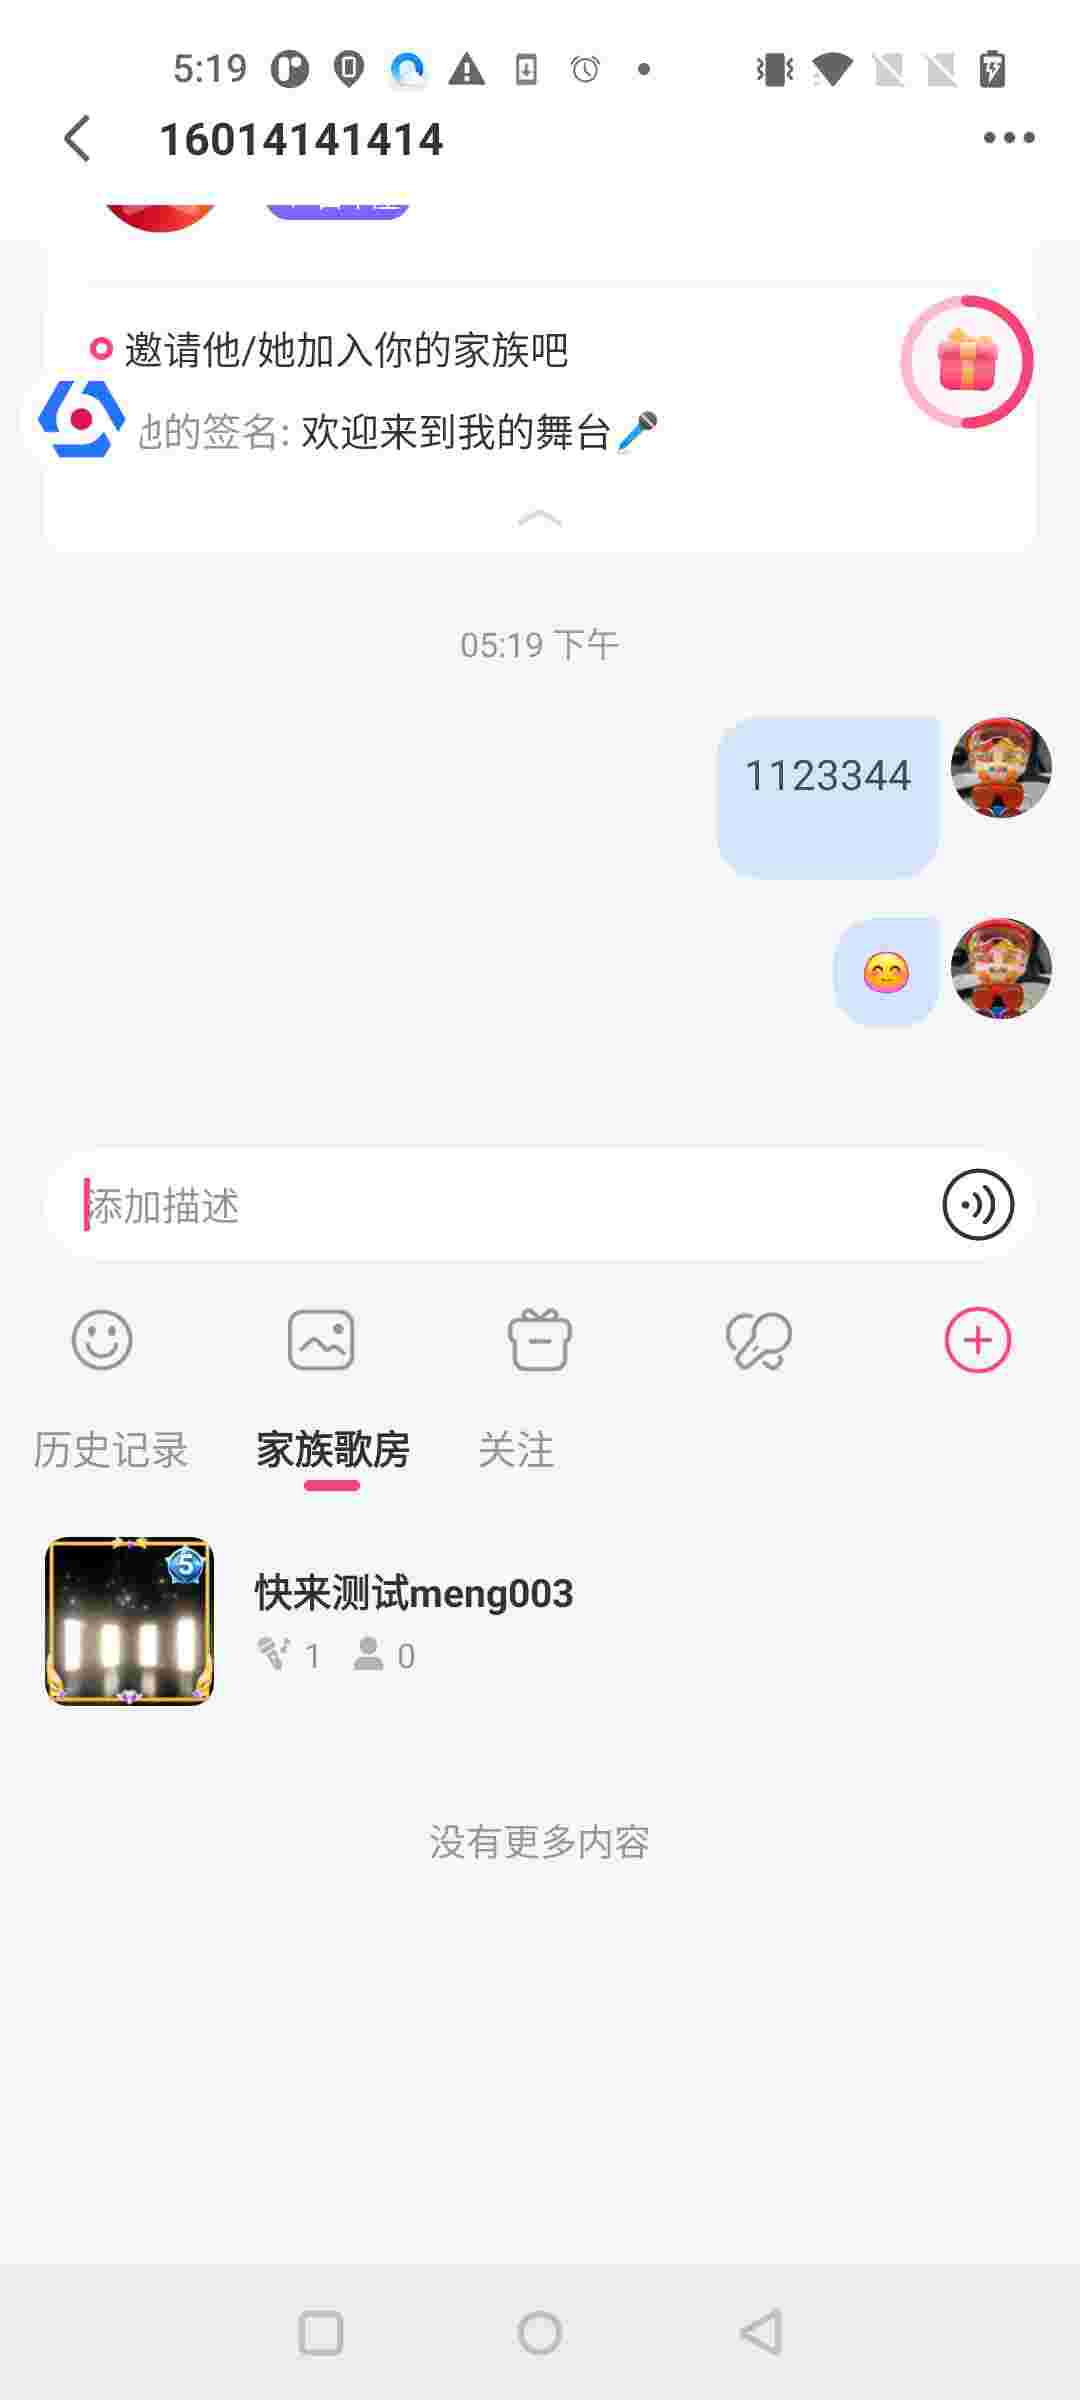 5:19
16014141414
邀请他/她加入你的家族吧
的签名: 欢迎来到我的舞台🎤
05:19 下午
1123344
😊
添加描述
历史记录 家族歌房 关注
5
快来测试meng003
1 0
没有更多内容